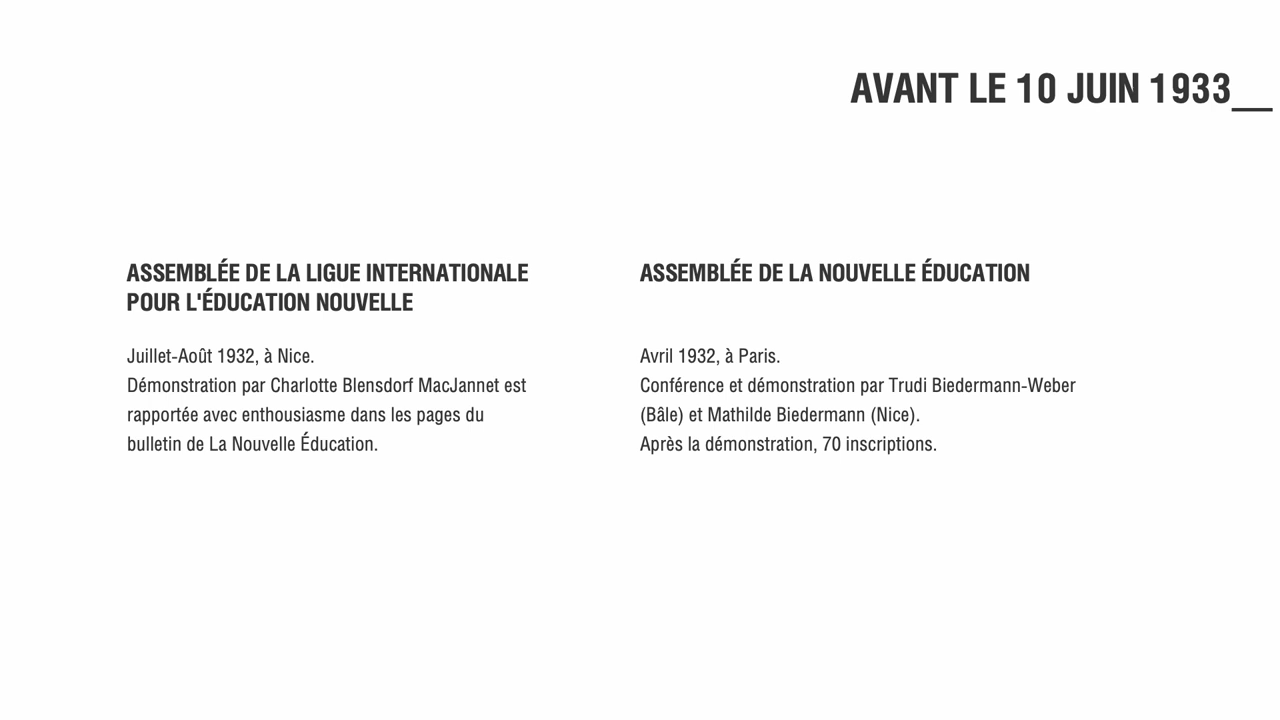 AVANT LE 10 JUIN 1933__
ASSEMBLÉE DE LA LIGUE INTERNATIONALE
POUR L'ÉDUCATION NOUVELLE
Juillet-Août 1932, à Nice.
Démonstration par Charlotte Blensdorf MacJannet est
rapportée avec enthousiasme dans les pages du
bulletin de La Nouvelle Éducation.
ASSEMBLÉE DE LA NOUVELLE ÉDUCATION
Avril 1932, à Paris.
Conférence et démonstration par Trudi Biedermann-Weber
(Bâle) et Mathilde Biedermann (Nice).
Après la démonstration, 70 inscriptions.